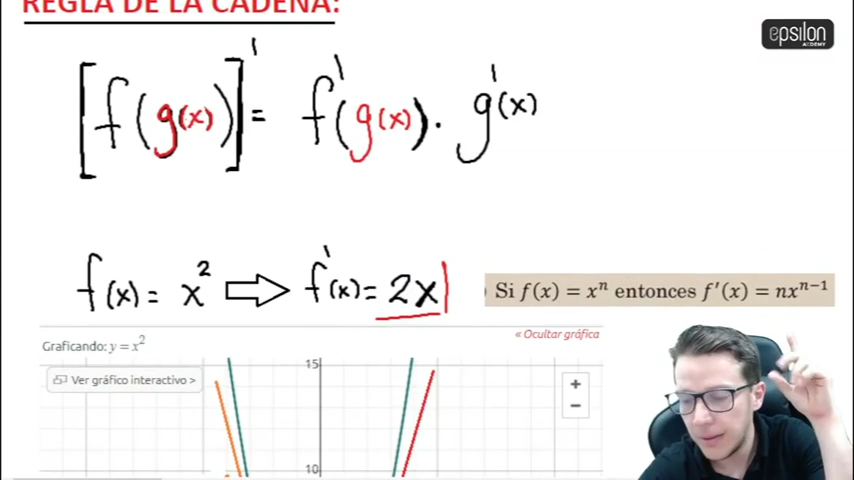 REGLA DE LA CADENA:
epsilon
ACADEMY
[f(g(x))]' = f'(g(x)) · g'(x)
f(x) = x² ⇒ f'(x) = 2x
Si f(x) = xⁿ entonces f′(x) = nxⁿ⁻¹
« Ocultar gráfica
Graficando: y = x²
Ver gráfico interactivo >
15
+
−
10